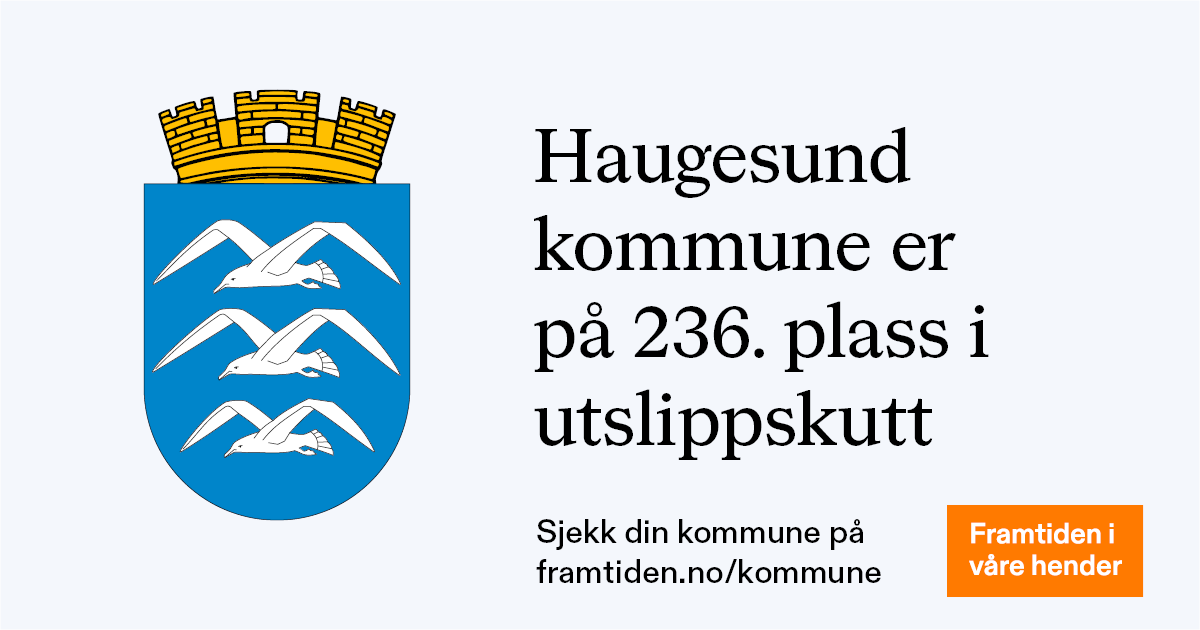 Haugesund
kommune er
på 236. plass i
utslippskutt
Sjekk din kommune på
framtiden.no/kommune
Framtiden i
våre hender